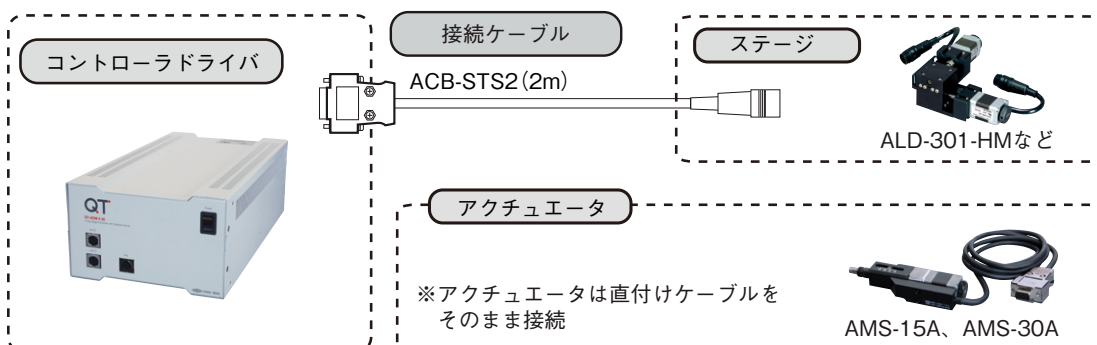 コントローラドライバ
接続ケーブル
ACB-STS2(2m)
ステージ
ALD-301-HMなど
QT
アクチュエータ
※アクチュエータは直付けケーブルを
そのまま接続
AMS-15A、AMS-30A